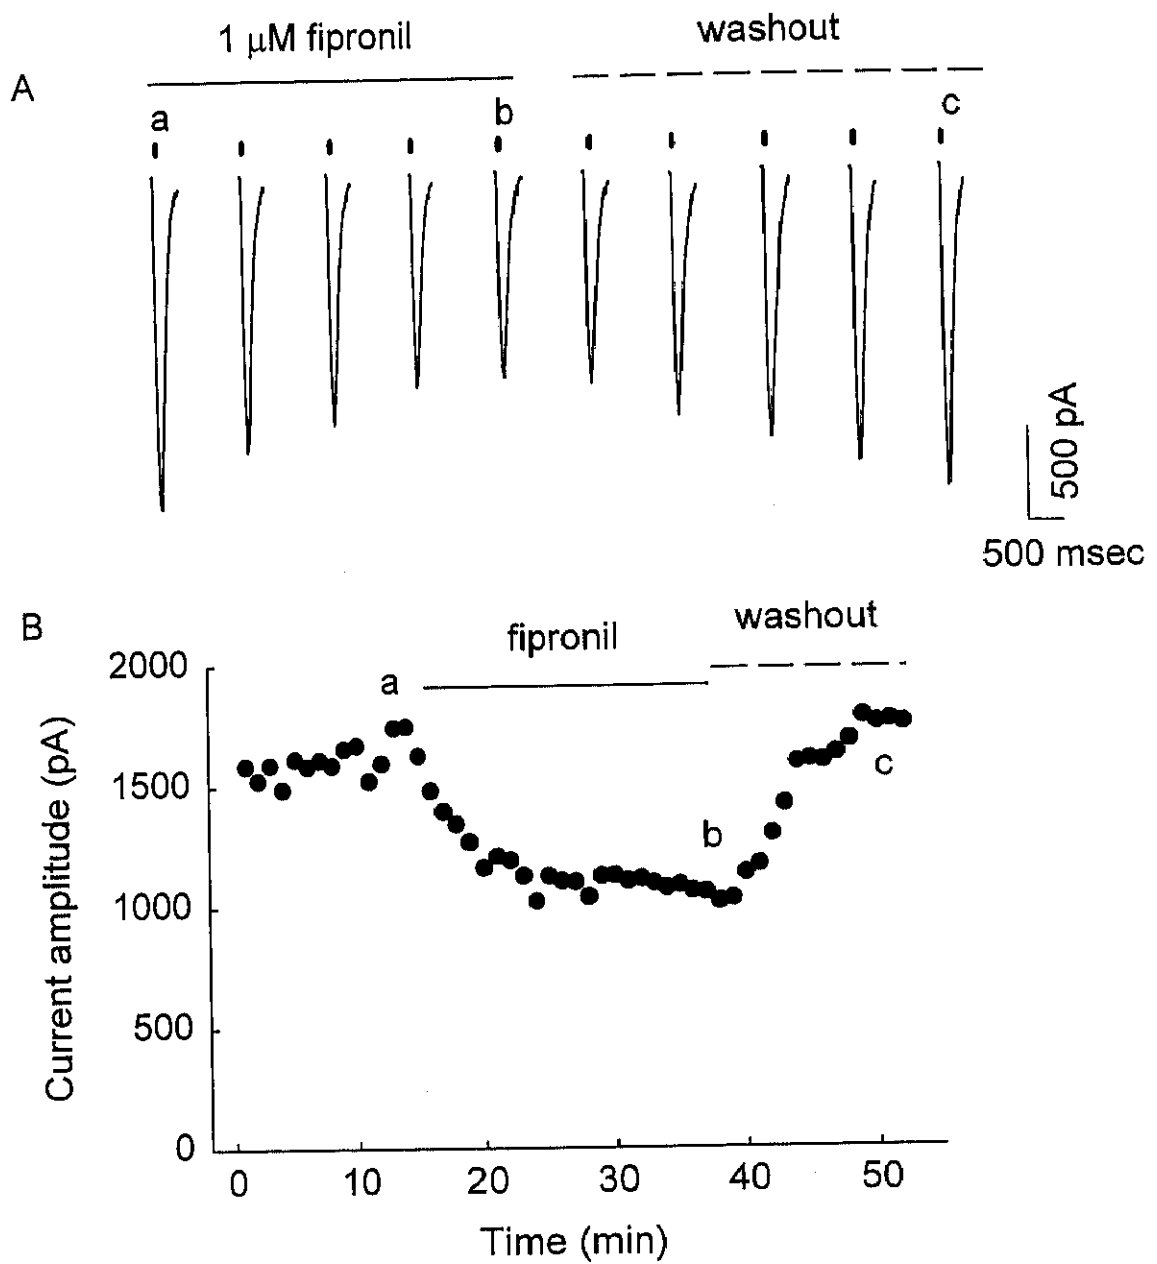 1 μM fipronil
washout
A
a
b
c
500 pA
500 msec
B
fipronil
washout
a
b
c
Current amplitude (pA)
2000
1500
1000
500
0
0 10 20 30 40 50
Time (min)